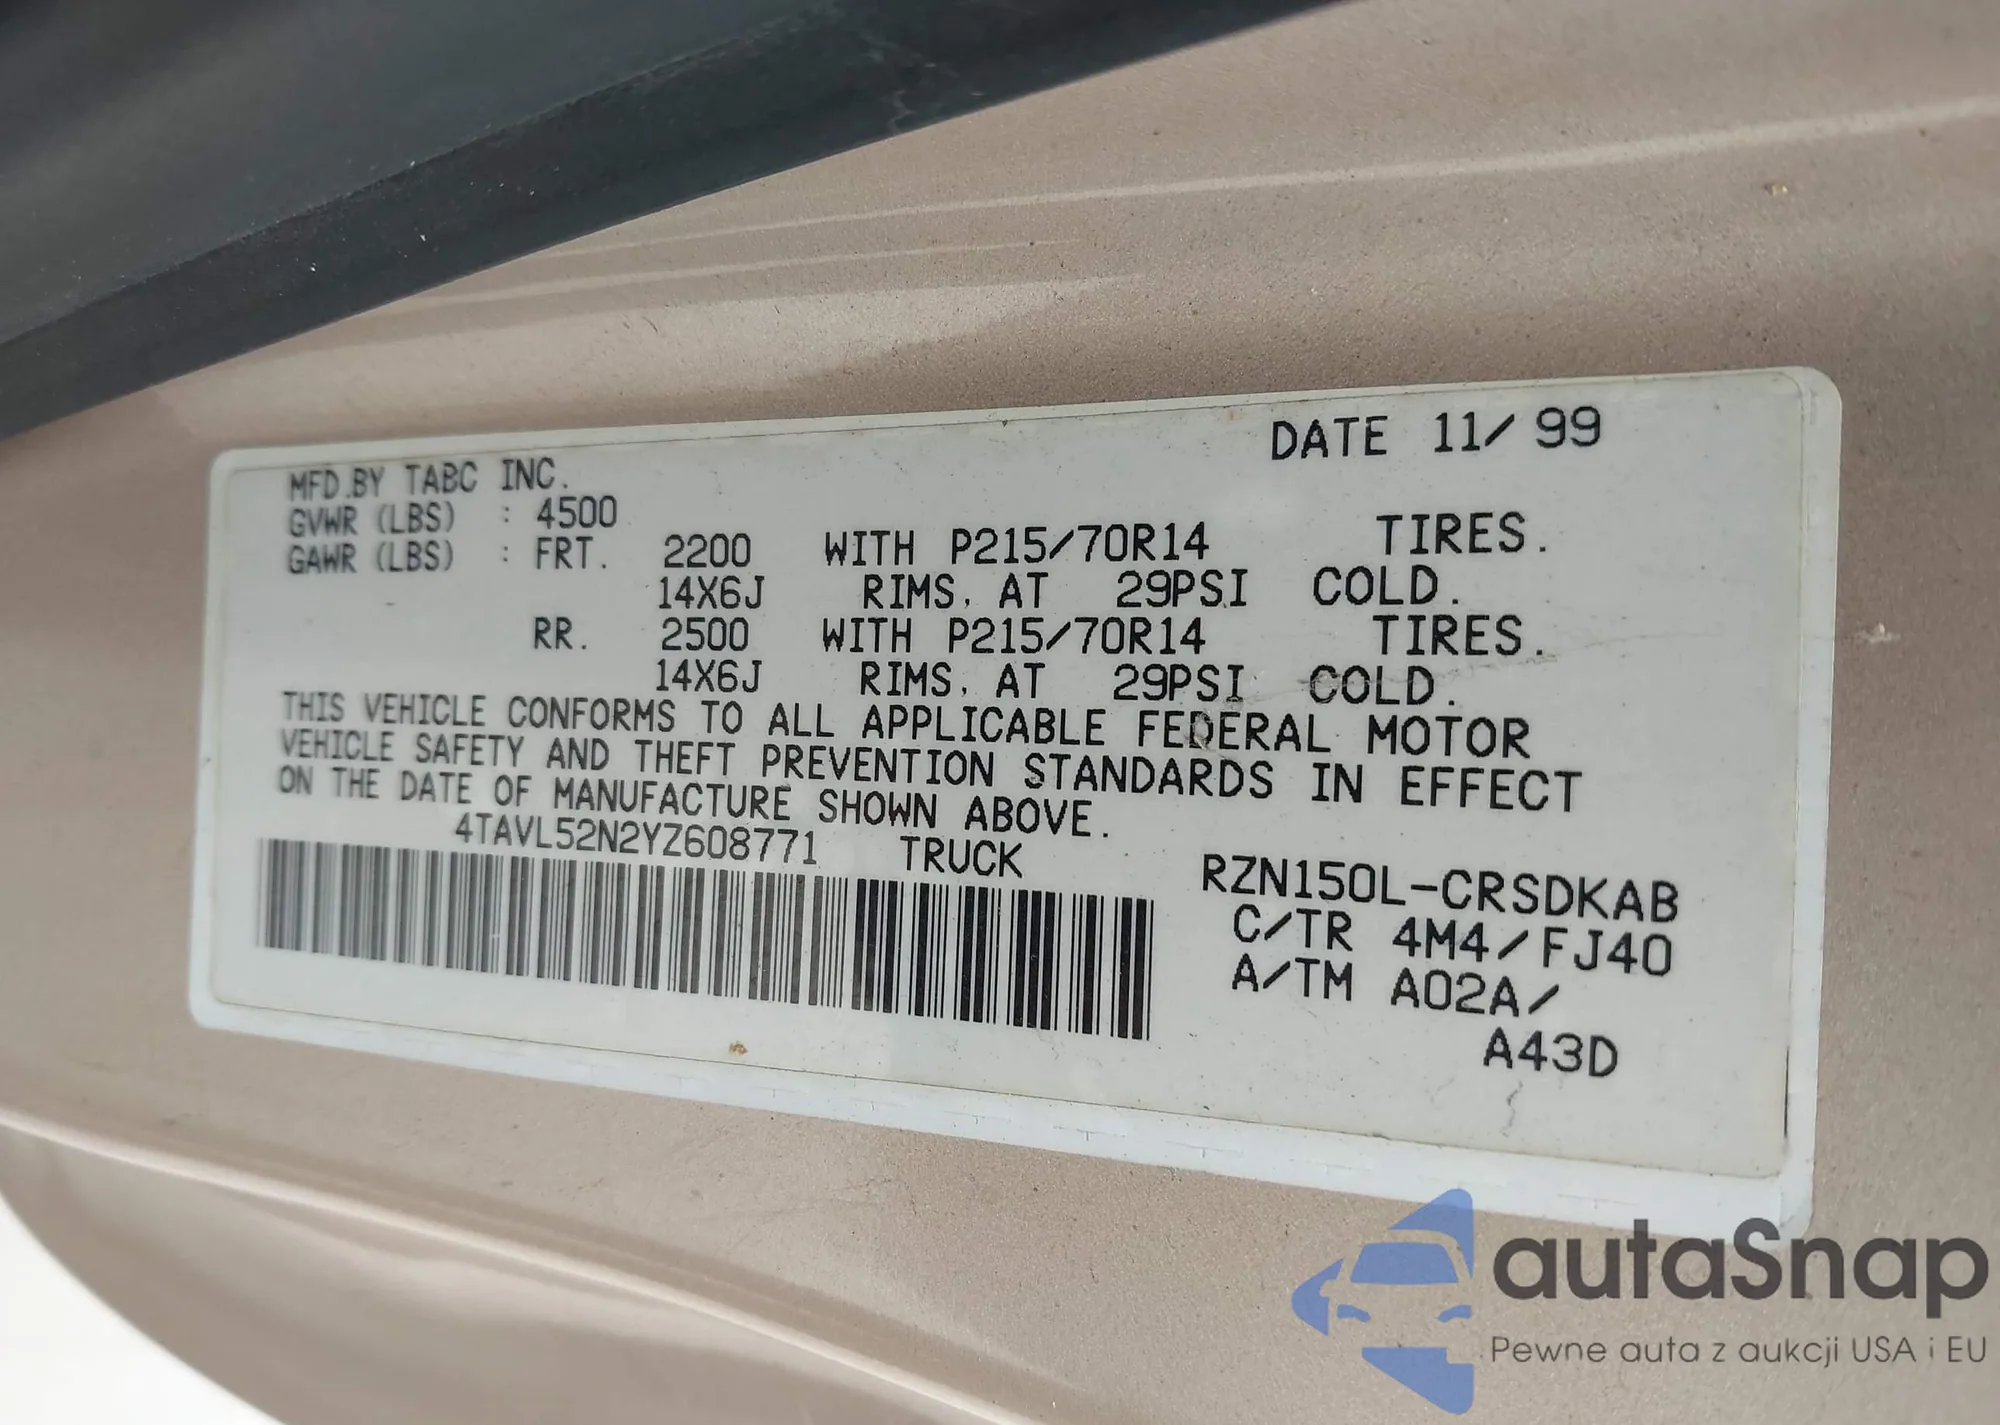 DATE 11/ 99
MFD.BY TABC INC.
GVWR (LBS) : 4500
GAWR (LBS) : FRT. 2200 WITH P215/70R14 TIRES.
14X6J RIMS, AT 29PSI COLD.
RR. 2500 WITH P215/70R14 TIRES.
14X6J RIMS, AT 29PSI COLD.
THIS VEHICLE CONFORMS TO ALL APPLICABLE FEDERAL MOTOR
VEHICLE SAFETY AND THEFT PREVENTION STANDARDS IN EFFECT
ON THE DATE OF MANUFACTURE SHOWN ABOVE.
4TAVL52N2YZ608771 TRUCK
RZN150L-CRSDKAB
C/TR 4M4/FJ40
A/TM A02A/
A43D
autaSnap
Pewne auta z aukcji USA i EU